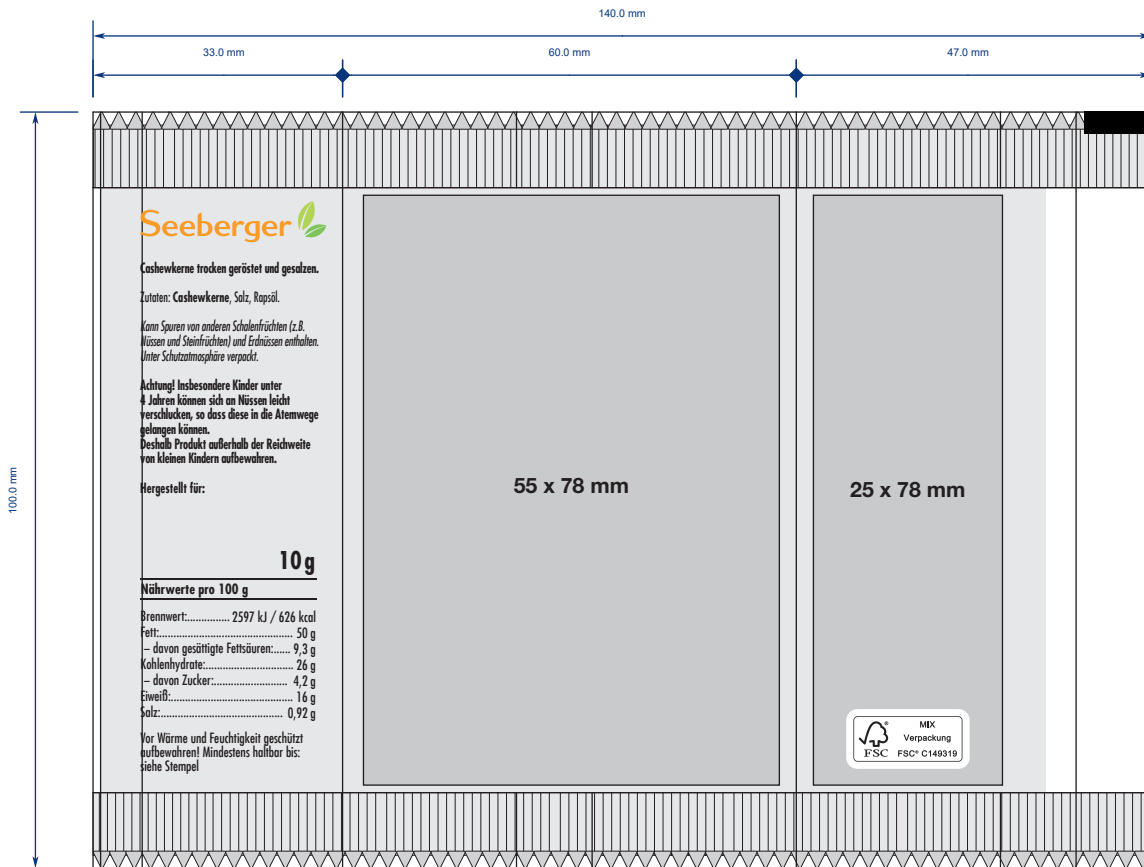 140.0 mm
33.0 mm
60.0 mm
47.0 mm
100.0 mm
Seeberger
Cashewkerne trocken geröstet und gesalzen.
Zutaten: Cashewkerne, Salz, Rapsöl.
Kann Spuren von anderen Schalenfrüchten (z.B.
Nüssen und Steinfrüchten) und Erdnüssen enthalten.
Unter Schutzatmosphäre verpackt.
Achtung! Insbesondere Kinder unter
4 Jahren können sich an Nüssen leicht
verschlucken, so dass diese in die Atemwege
gelangen können.
Deshalb Produkt außerhalb der Reichweite
von kleinen Kindern aufbewahren.
Hergestellt für:
10 g
Nährwerte pro 100 g
Brennwert:............... 2597 kJ / 626 kcal
Fett:............................................... 50 g
– davon gesättigte Fettsäuren:...... 9,3 g
Kohlenhydrate:............................... 26 g
– davon Zucker:.......................... 4,2 g
Eiweiß:........................................... 16 g
Salz:........................................... 0,92 g
Vor Wärme und Feuchtigkeit geschützt
aufbewahren! Mindestens haltbar bis:
siehe Stempel
55 x 78 mm
25 x 78 mm
FSC
MIX
Verpackung
FSC® C149319